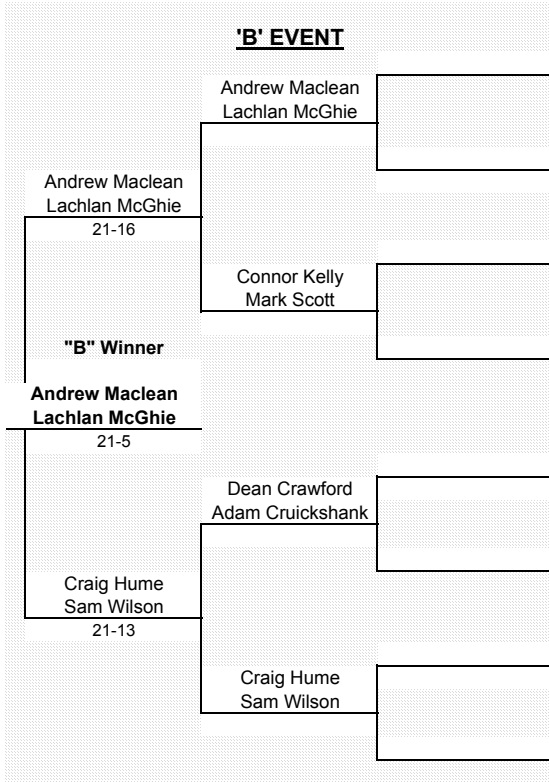 'B' EVENT
Andrew Maclean
Lachlan McGhie
Andrew Maclean
Lachlan McGhie
21-16
Connor Kelly
Mark Scott
"B" Winner
Andrew Maclean
Lachlan McGhie
21-5
Dean Crawford
Adam Cruickshank
Craig Hume
Sam Wilson
21-13
Craig Hume
Sam Wilson